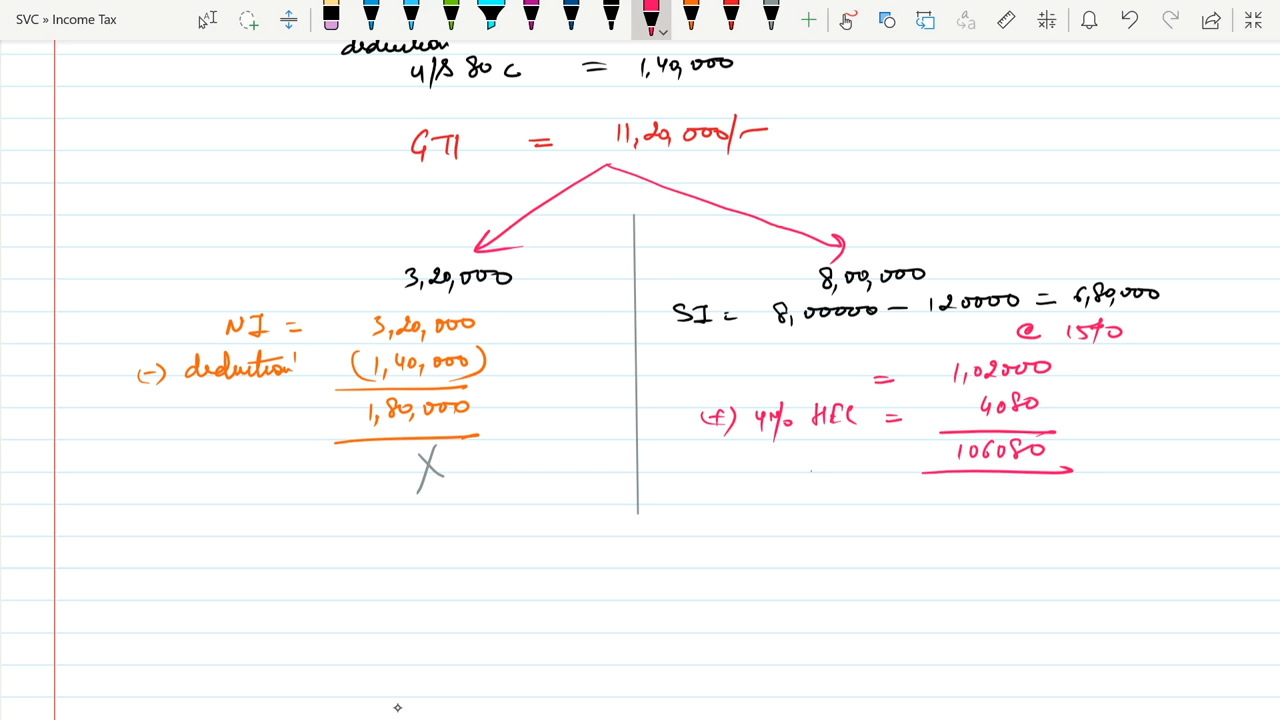 SVC » Income Tax
deduction
u/s 80 C = 1,40,000
GTI = 11,20,000/-
3,20,000
NI = 3,20,000
(-) deduction (1,40,000)
1,80,000
X
8,00,000
SI = 8,00000 - 120000 = 6,80,000
@ 15%
= 1,02000
(+) 4% HEC = 4080
106080